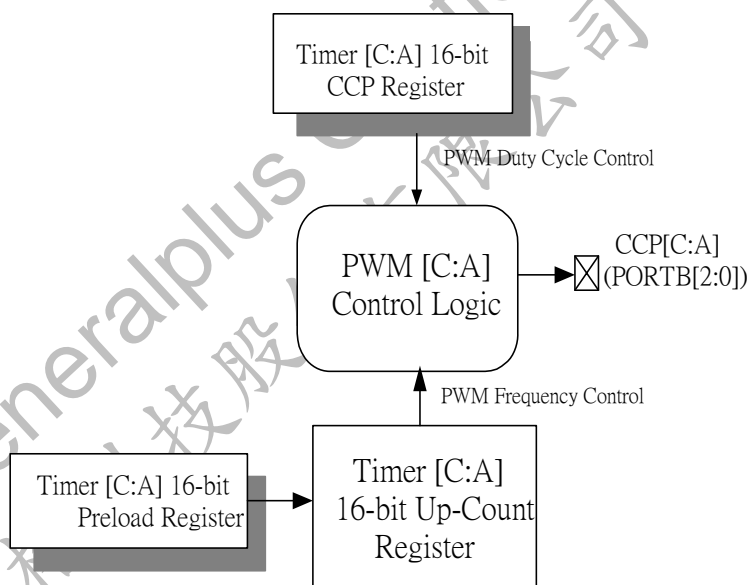 Timer [C:A] 16-bit
CCP Register
PWM Duty Cycle Control
PWM [C:A]
Control Logic
CCP[C:A]
(PORTB[2:0])
PWM Frequency Control
Timer [C:A] 16-bit
Preload Register
Timer [C:A]
16-bit Up-Count
Register